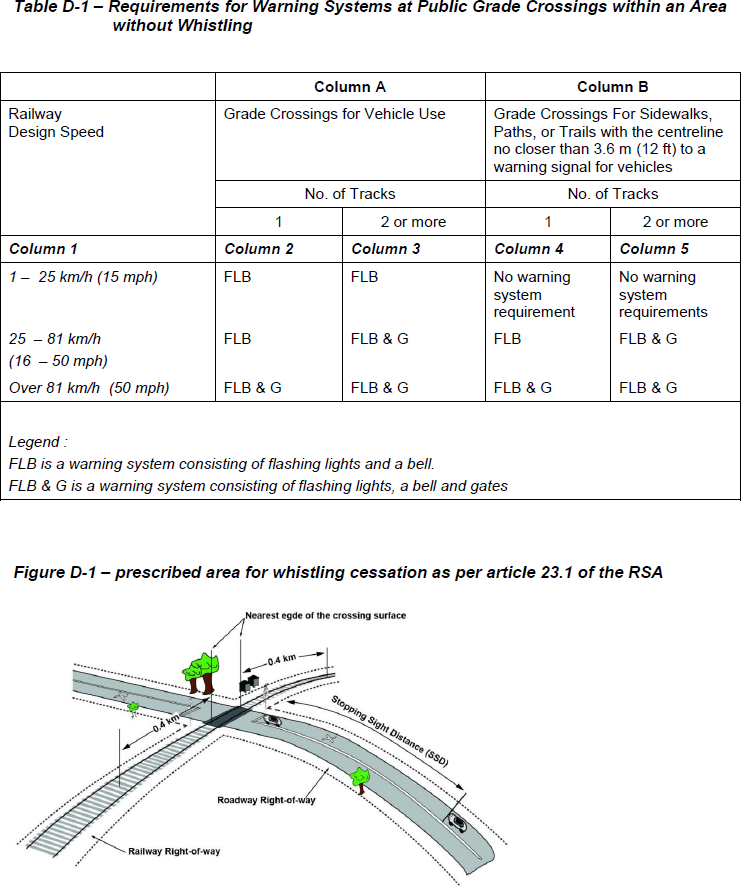 Table D-1 – Requirements for Warning Systems at Public Grade Crossings within an Area
without Whistling
Column A
Column B
Railway
Design Speed
Grade Crossings for Vehicle Use
Grade Crossings For Sidewalks,
Paths, or Trails with the centreline
no closer than 3.6 m (12 ft) to a
warning signal for vehicles
No. of Tracks
No. of Tracks
1
2 or more
1
2 or more
Column 1
Column 2
Column 3
Column 4
Column 5
1 – 25 km/h (15 mph)
FLB
FLB
No warning
system
requirement
No warning
system
requirements
25 – 81 km/h
(16 – 50 mph)
FLB
FLB & G
FLB
FLB & G
Over 81 km/h (50 mph)
FLB & G
FLB & G
FLB & G
FLB & G
Legend :
FLB is a warning system consisting of flashing lights and a bell.
FLB & G is a warning system consisting of flashing lights, a bell and gates
Figure D-1 – prescribed area for whistling cessation as per article 23.1 of the RSA
Nearest egde of the crossing surface
0.4 km
0.4 km
Stopping Sight Distance (SSD)
Roadway Right-of-way
Railway Right-of-way